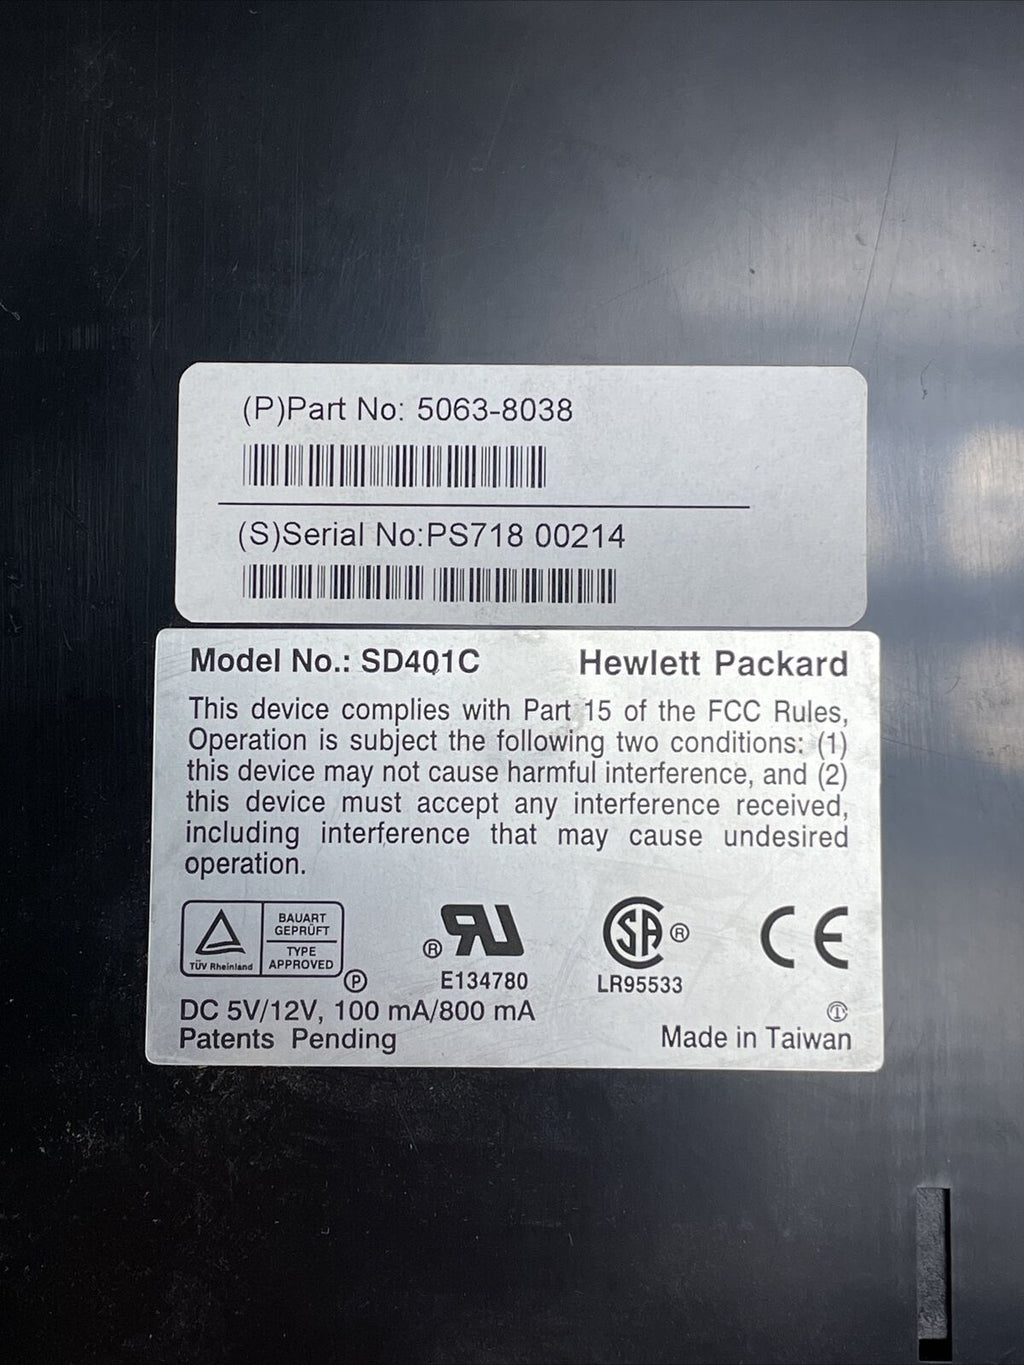 (P)Part No: 5063-8038
(S)Serial No:PS718 00214
Model No.: SD401C Hewlett Packard
This device complies with Part 15 of the FCC Rules,
Operation is subject the following two conditions: (1)
this device may not cause harmful interference, and (2)
this device must accept any interference received,
including interference that may cause undesired
operation.
BAUART
GEPRÜFT
TYPE
APPROVED
TÜV Rheinland
P
® RU
E134780
SA ®
LR95533
CE
DC 5V/12V, 100 mA/800 mA
Patents Pending
Made in Taiwan